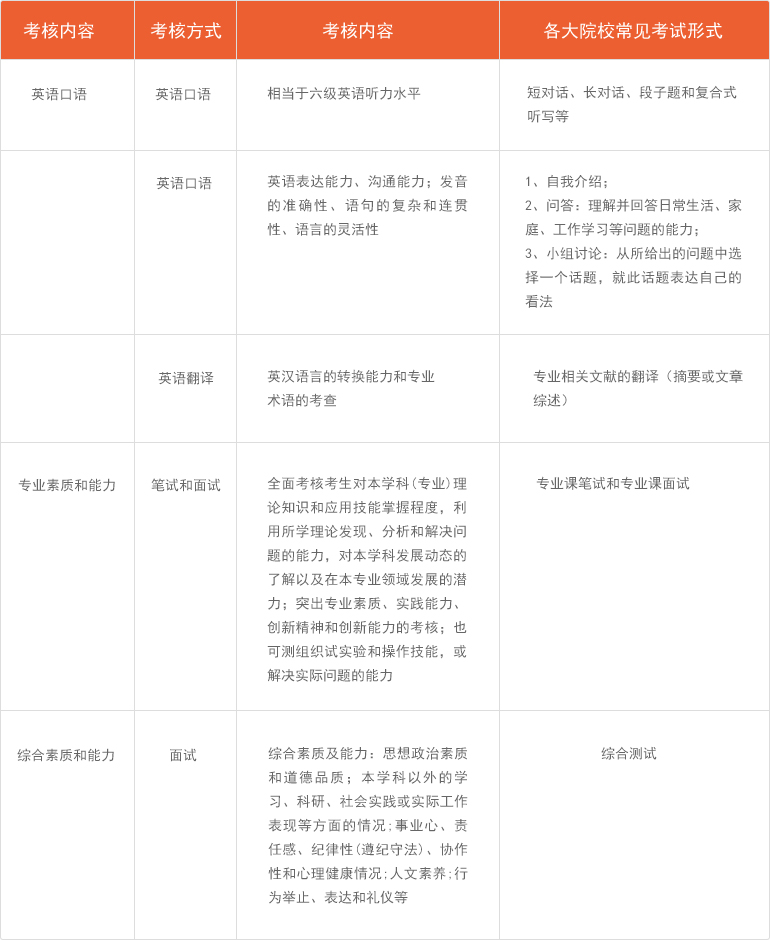 考核内容
考核方式
考核内容
各大院校常见考试形式
英语口语
英语口语
相当于六级英语听力水平
短对话、长对话、段子题和复合式
听写等
英语口语
英语表达能力、沟通能力；发音
的准确性、语句的复杂和连贯
性、语言的灵活性
1、自我介绍；
2、问答：理解并回答日常生活、家
庭、工作学习等问题的能力；
3、小组讨论：从所给出的问题中选
择一个话题，就此话题表达自己的
看法
英语翻译
英汉语言的转换能力和专业
术语的考查
专业相关文献的翻译（摘要或文章
综述）
专业素质和能力
笔试和面试
全面考核考生对本学科(专业)理
论知识和应用技能掌握程度，利
用所学理论发现、分析和解决问
题的能力，对本学科发展动态的
了解以及在本专业领域发展的潜
力；突出专业素质、实践能力、
创新精神和创新能力的考核；也
可测组织试实验和操作技能，或
解决实际问题的能力
专业课笔试和专业课面试
综合素质和能力
面试
综合素质及能力：思想政治素质
和道德品质；本学科以外的学
习、科研、社会实践或实际工作
表现等方面的情况;事业心、责
任感、纪律性(遵纪守法)、协作
性和心理健康情况;人文素养;行
为举止、表达和礼仪等
综合测试